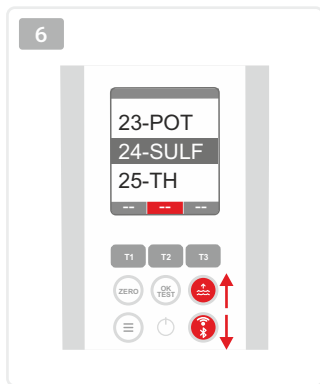 6
23-POT
24-SULF
25-TH
-- -- --
T1 T2 T3
ZERO OK TEST